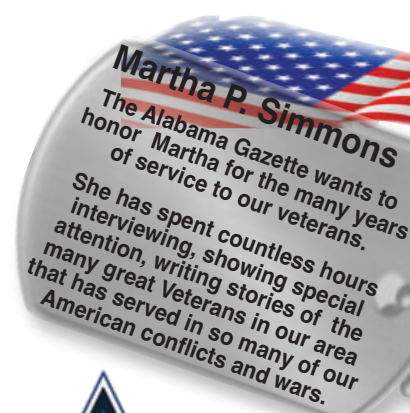 Martha P. Simmons
The Alabama Gazette wants to
honor Martha for the many years
of service to our veterans.
She has spent countless hours
interviewing, showing special
attention, writing stories of the
many great Veterans in our area
that has served in so many of our
American conflicts and wars.